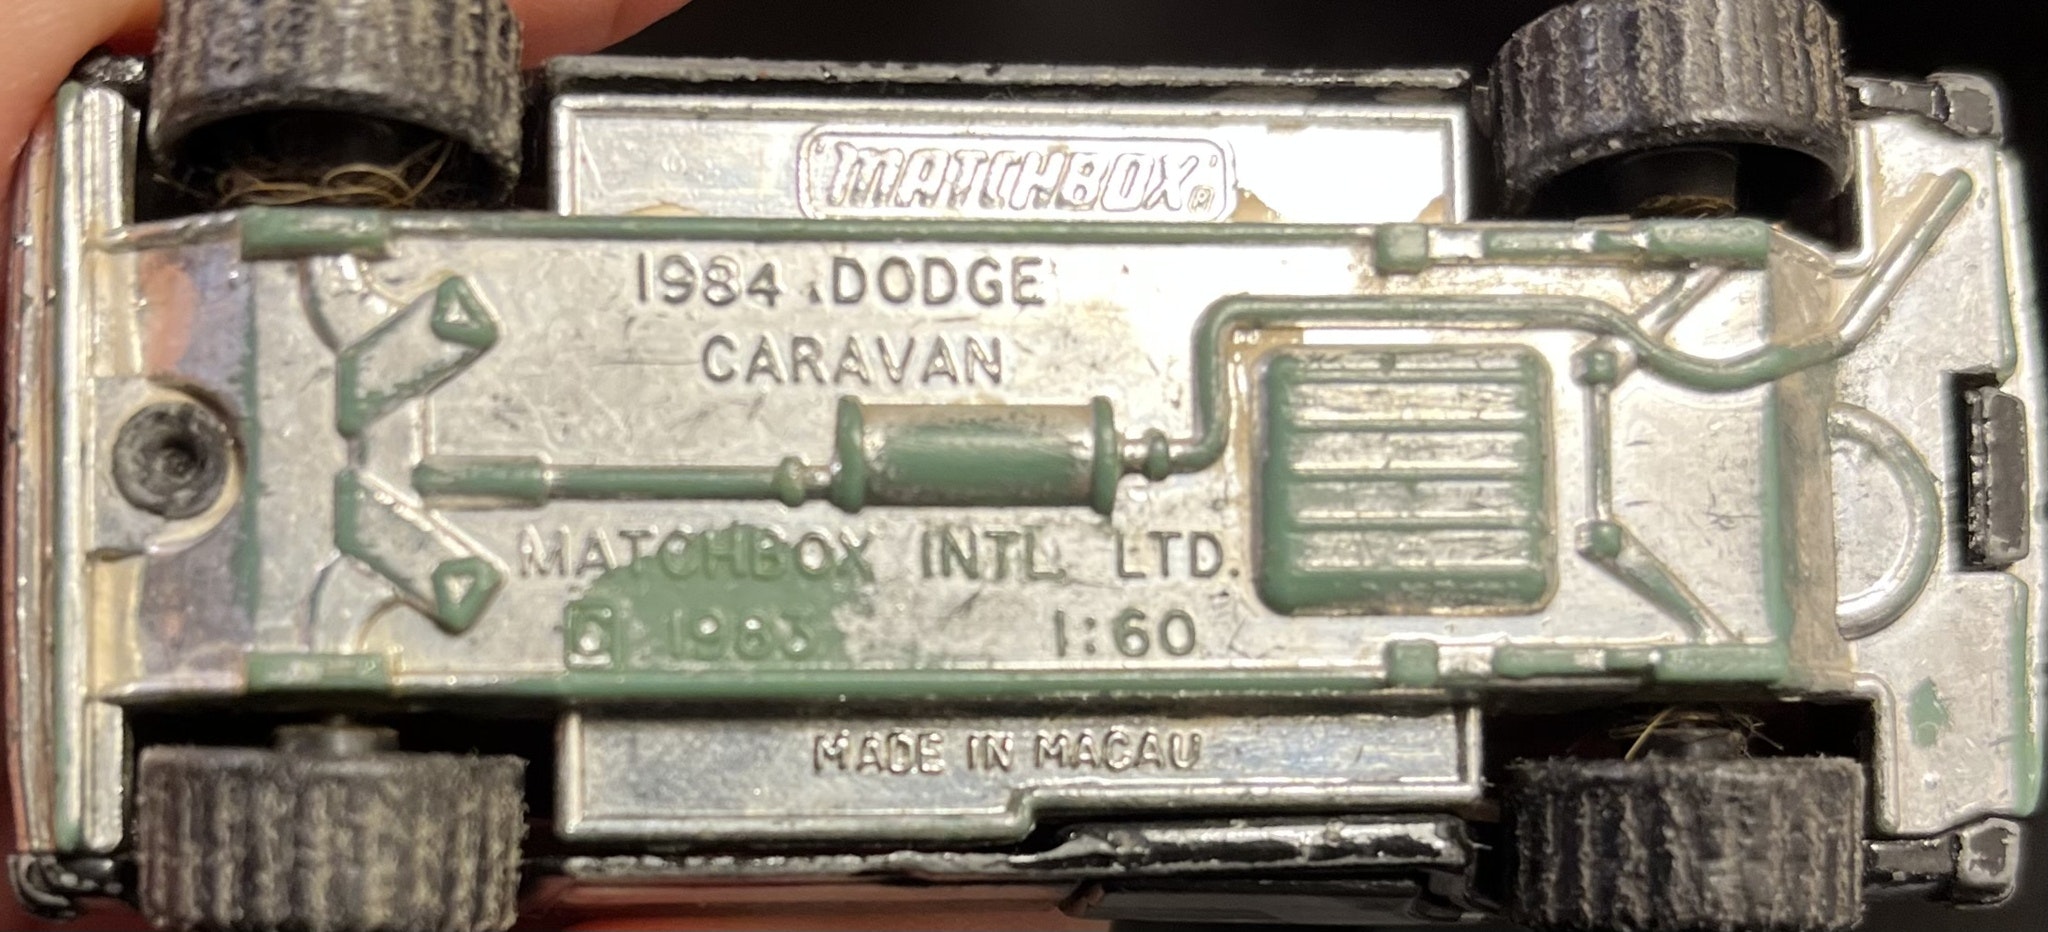 "MATCHBOX" ®
1984 DODGE
CARAVAN
MATCHBOX INTL. LTD.
© 1983 1:60
MADE IN MACAU